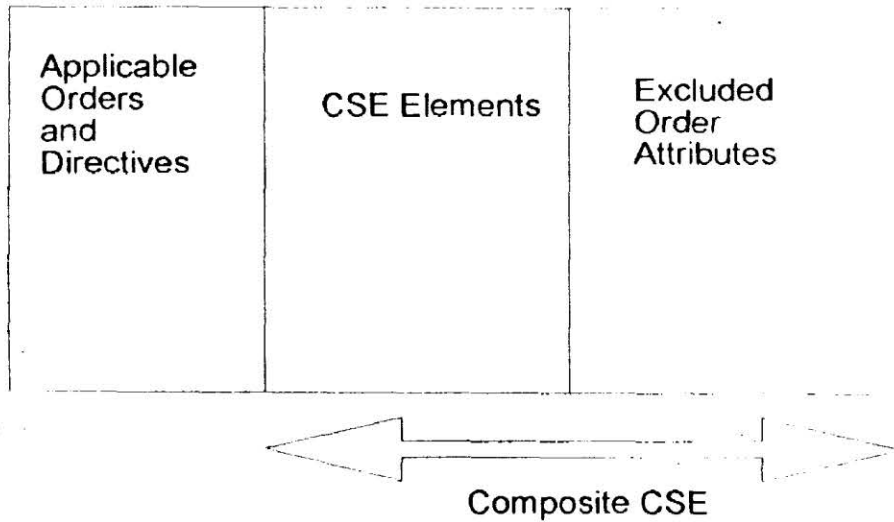 Applicable
Orders
and
Directives
CSE Elements
Excluded
Order
Attributes
Composite CSE